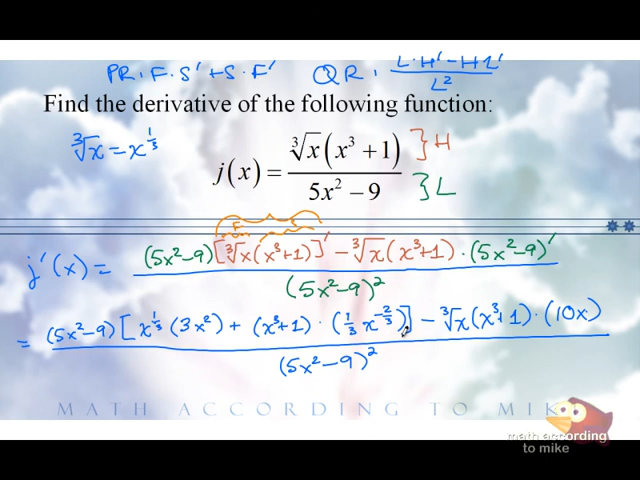 PR: F · S' + S · F' QR: (L · H' − H L') / L²
Find the derivative of the following function:
∛x = x^(1/3)
j(x) = ∛x(x³ + 1) / (5x² − 9)
} H
} L
F S
j'(x) = ((5x²−9)[∛x(x³+1)]' − ∛x(x³+1) · (5x²−9)') / (5x²−9)²
= ((5x²−9)[x^(1/3)(3x²) + (x³+1) · (1/3 x^(−2/3))] − ∛x(x³+1) · (10x)) / (5x²−9)²
MATH ACCORDING TO MIK
math according
to mike